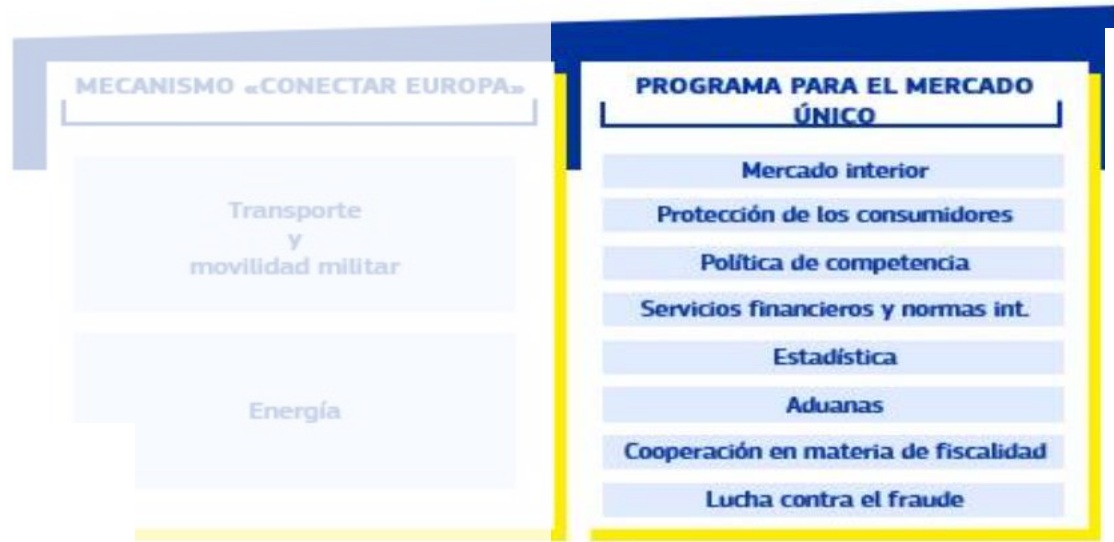 MECANISMO «CONECTAR EUROPA»
Transporte
y
movilidad militar
Energía
PROGRAMA PARA EL MERCADO
ÚNICO
Mercado interior
Protección de los consumidores
Política de competencia
Servicios financieros y normas int.
Estadística
Aduanas
Cooperación en materia de fiscalidad
Lucha contra el fraude